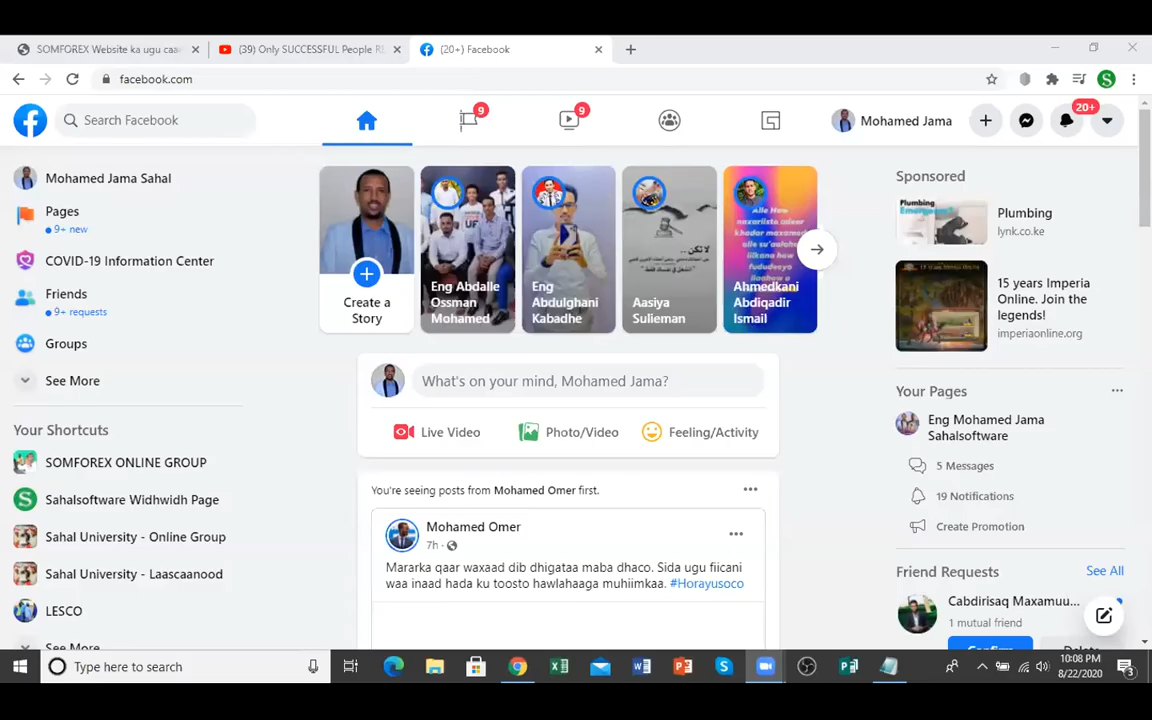 SOMFOREX Website ka ugu caa
(39) Only SUCCESSFUL People R
(20+) Facebook
facebook.com
Search Facebook
9
9
Mohamed Jama
20+
Mohamed Jama Sahal
Pages
9+ new
COVID-19 Information Center
Friends
9+ requests
Groups
See More
Your Shortcuts
SOMFOREX ONLINE GROUP
Sahalsoftware Widhwidh Page
Sahal University - Online Group
Sahal University - Laascaanood
LESCO
See More
Create a
Story
Eng Abdalle
Ossman
Mohamed
Eng
Abdulghani
Kabadhe
Aasiya
Sulieman
Ahmedkani
Abdiqadir
Ismail
What's on your mind, Mohamed Jama?
Live Video
Photo/Video
Feeling/Activity
You're seeing posts from Mohamed Omer first.
Mohamed Omer
7h
Mararka qaar waxaad dib dhigataa maba dhaco. Sida ugu fiicani
waa inaad hada ku toosto hawlahaaga muhiimkaa. #Horayusoco
Sponsored
Plumbing
Plumbing
lynk.co.ke
15 years Imperia
Online. Join the
legends!
imperiaonline.org
Your Pages
Eng Mohamed Jama
Sahalsoftware
5 Messages
19 Notifications
Create Promotion
Friend Requests
See All
Cabdirisaq Maxamuu...
1 mutual friend
Confirm
Delete
Type here to search
10:08 PM
8/22/2020
3